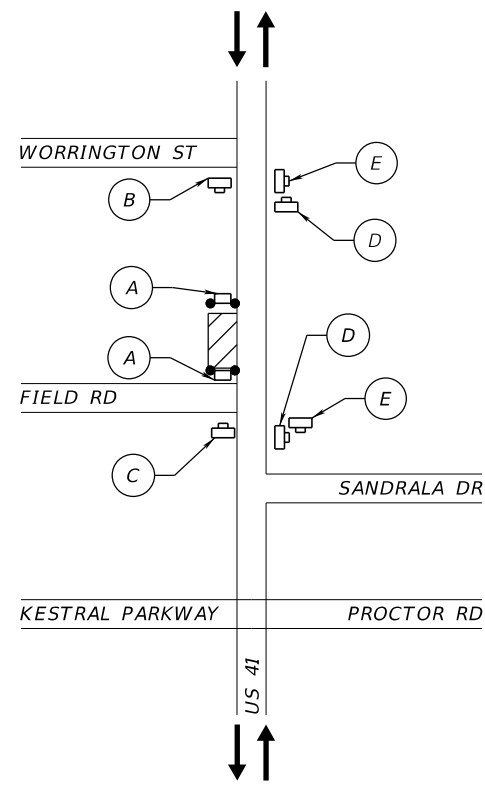 WORRINGTON ST
E
B
D
A
D
A
FIELD RD
E
C
SANDRALA DR
KESTRAL PARKWAY
PROCTOR RD
US 41